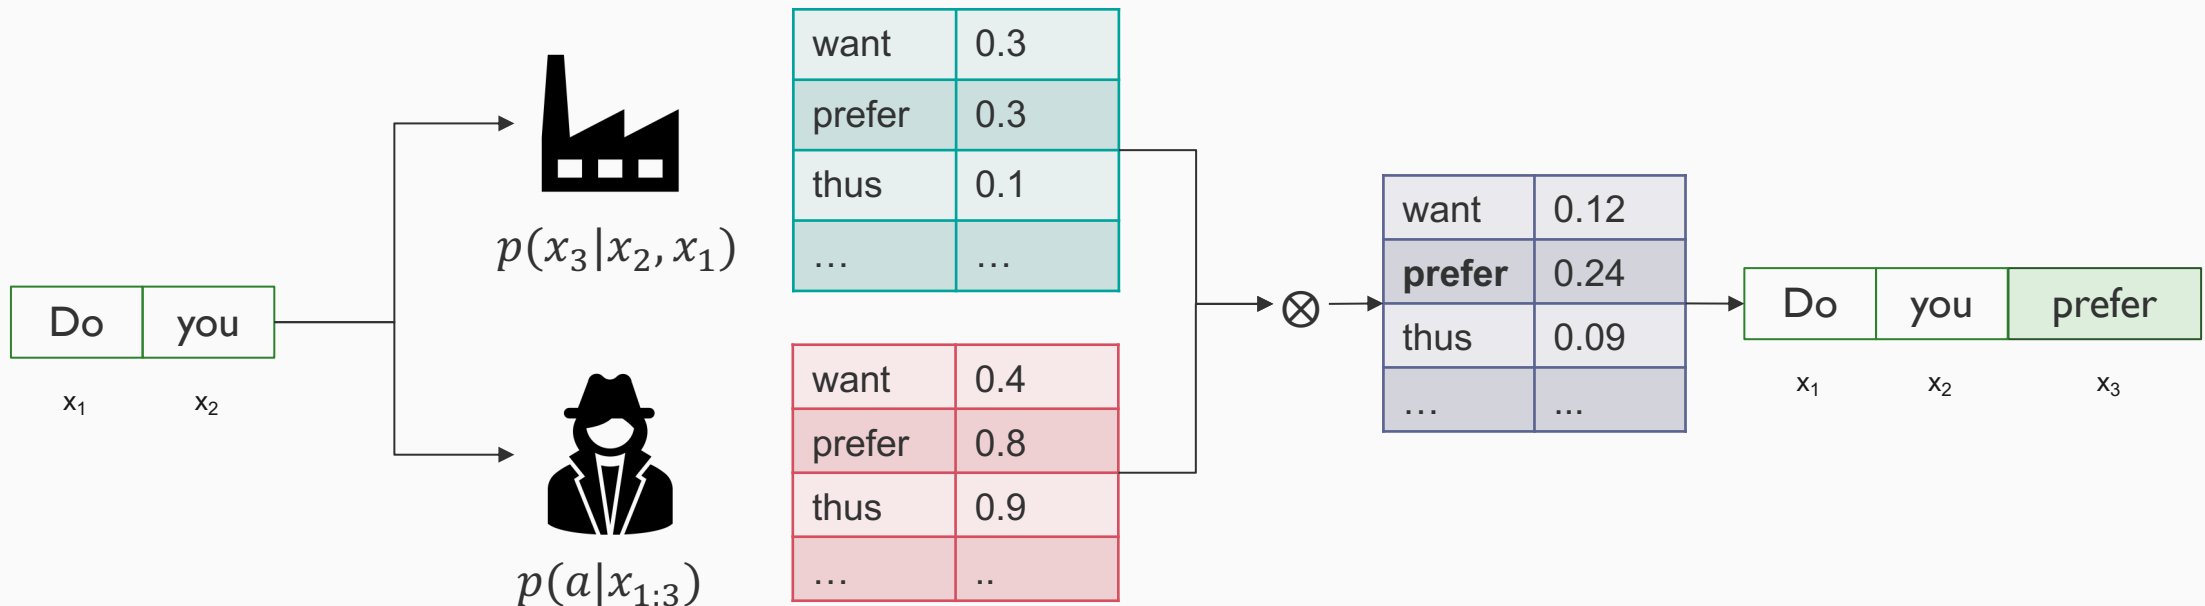 Do you
x₁ x₂
p(x₃|x₂, x₁)
want 0.3
prefer 0.3
thus 0.1
... ...
p(a|x₁:₃)
want 0.4
prefer 0.8
thus 0.9
... ..
⊗
want 0.12
prefer 0.24
thus 0.09
... ...
Do you prefer
x₁ x₂ x₃